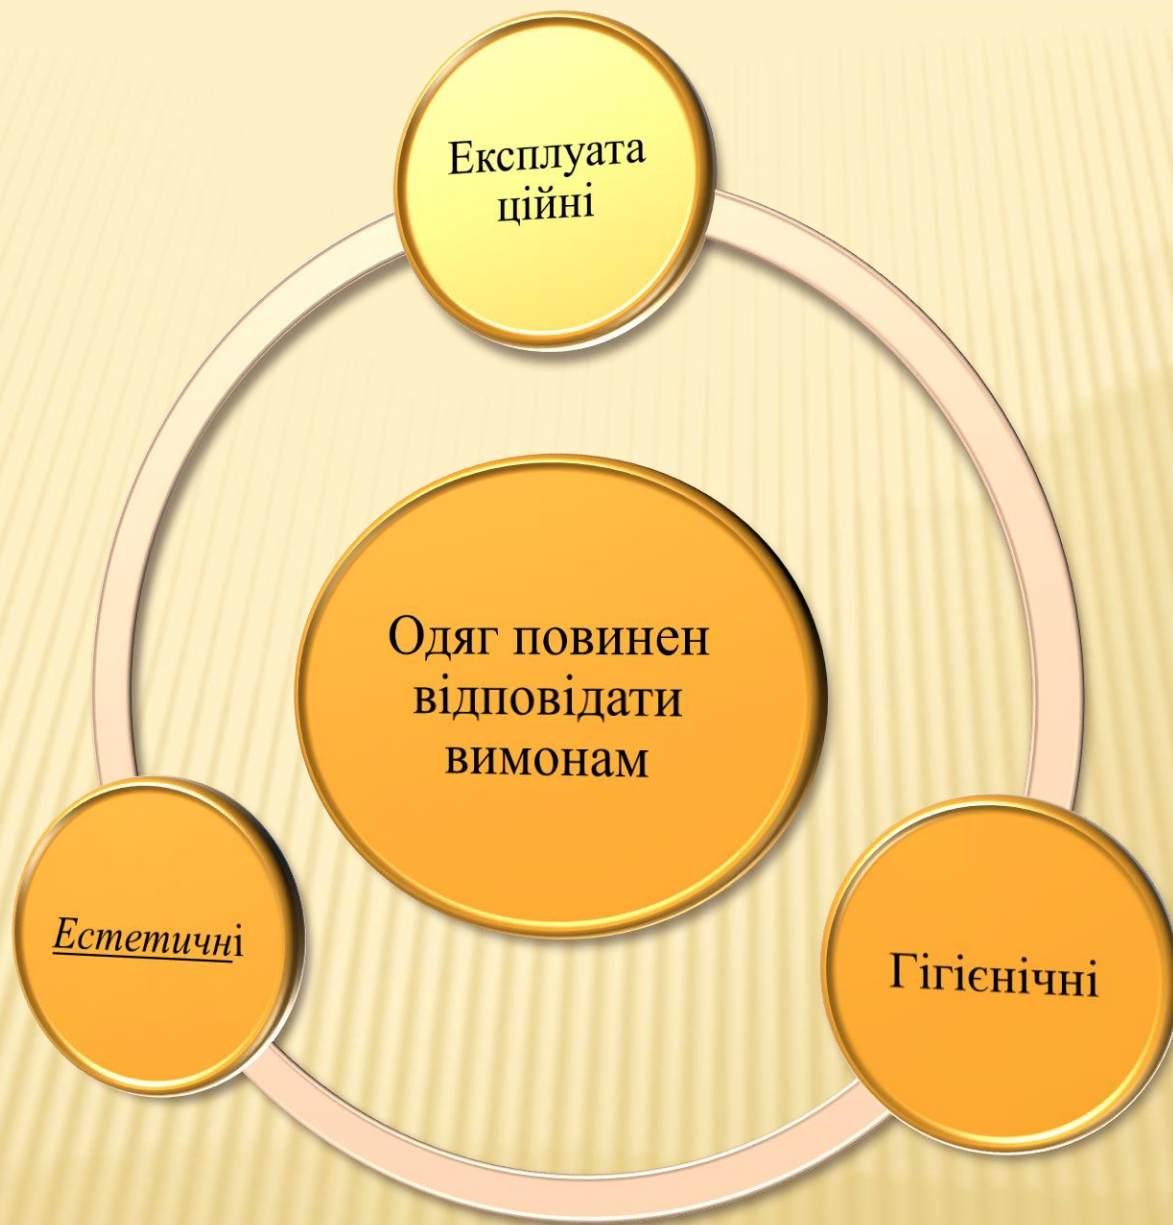 Експлуата
ційні
Одяг повинен
відповідати
вимонам
Естетичні
Гігієнічні